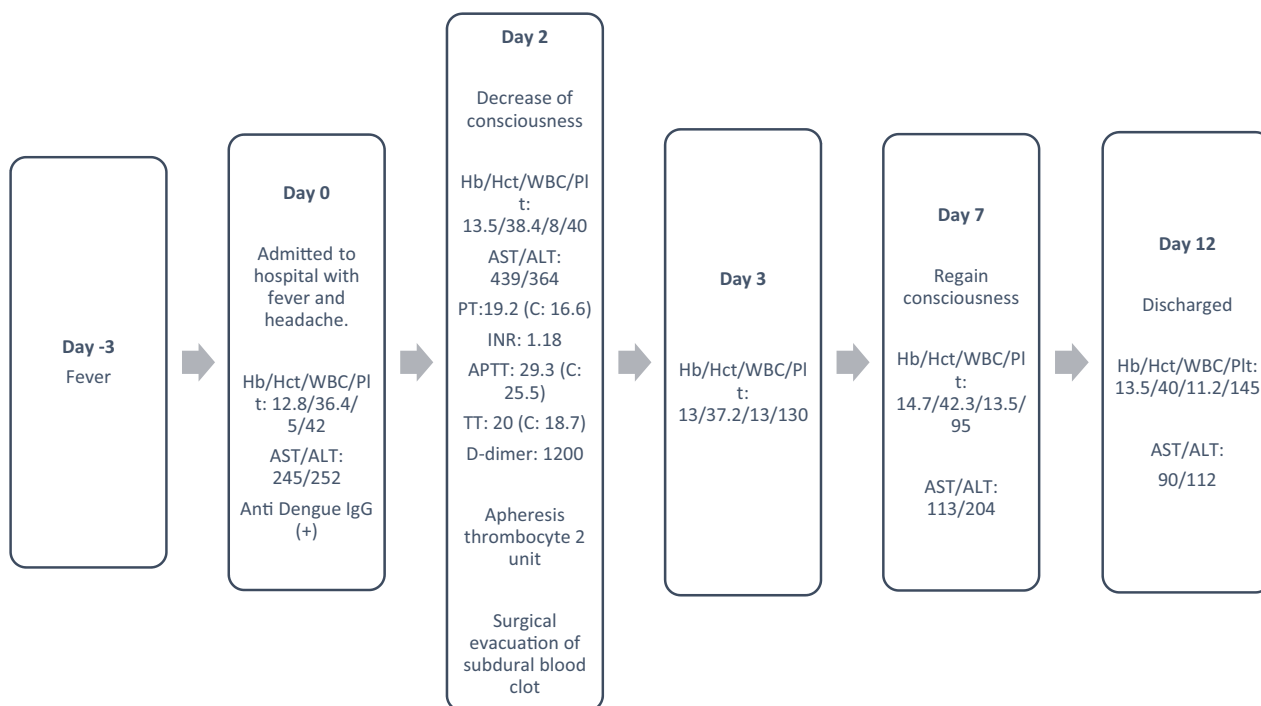 Day -3
Fever
Day 0
Admitted to
hospital with
fever and
headache.
Hb/Hct/WBC/Pl
t: 12.8/36.4/
5/42
AST/ALT:
245/252
Anti Dengue IgG
(+)
Day 2
Decrease of
consciousness
Hb/Hct/WBC/Pl
t:
13.5/38.4/8/40
AST/ALT:
439/364
PT:19.2 (C: 16.6)
INR: 1.18
APTT: 29.3 (C:
25.5)
TT: 20 (C: 18.7)
D-dimer: 1200
Apheresis
thrombocyte 2
unit
Surgical
evacuation of
subdural blood
clot
Day 3
Hb/Hct/WBC/Pl
t:
13/37.2/13/130
Day 7
Regain
consciousness
Hb/Hct/WBC/Pl
t:
14.7/42.3/13.5/
95
AST/ALT:
113/204
Day 12
Discharged
Hb/Hct/WBC/Plt:
13.5/40/11.2/145
AST/ALT:
90/112